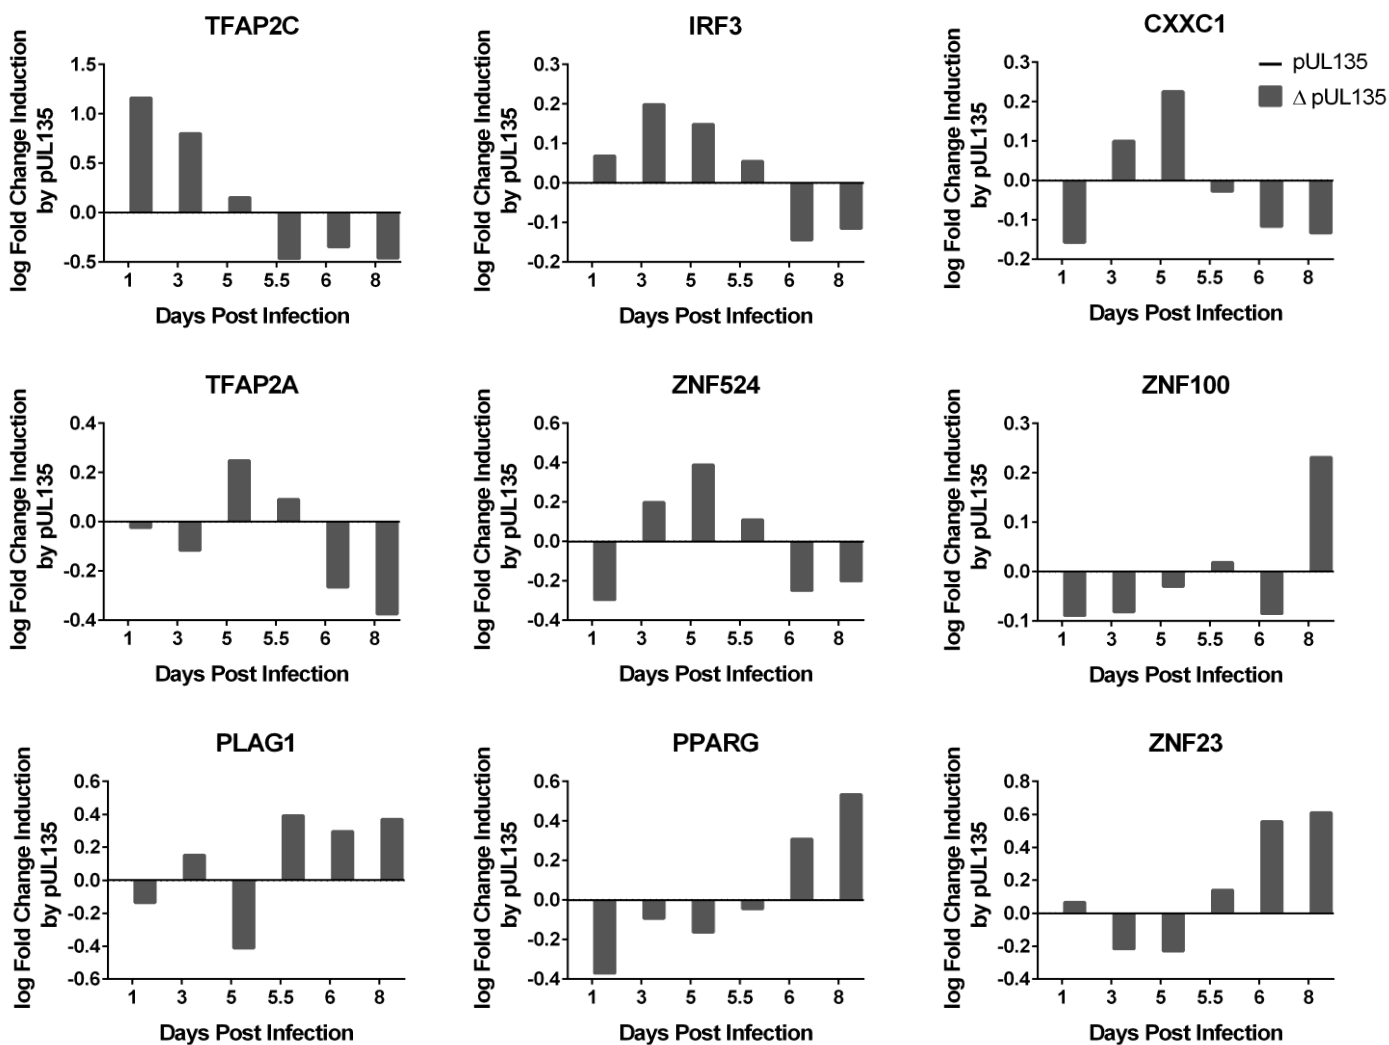 TFAP2C
log Fold Change Induction
by pUL135
1.5
1.0
0.5
0.0
-0.5
1 3 5 5.5 6 8
Days Post Infection
IRF3
log Fold Change Induction
by pUL135
0.3
0.2
0.1
0.0
-0.1
-0.2
1 3 5 5.5 6 8
Days Post Infection
CXXC1
log Fold Change Induction
by pUL135
0.3
0.2
0.1
0.0
-0.1
-0.2
1 3 5 5.5 6 8
Days Post Infection
pUL135
Δ pUL135
TFAP2A
log Fold Change Induction
by pUL135
0.4
0.2
0.0
-0.2
-0.4
1 3 5 5.5 6 8
Days Post Infection
ZNF524
log Fold Change Induction
by pUL135
0.6
0.4
0.2
0.0
-0.2
-0.4
1 3 5 5.5 6 8
Days Post Infection
ZNF100
log Fold Change Induction
by pUL135
0.3
0.2
0.1
0.0
-0.1
1 3 5 5.5 6 8
Days Post Infection
PLAG1
log Fold Change Induction
by pUL135
0.6
0.4
0.2
0.0
-0.2
-0.4
-0.6
1 3 5 5.5 6 8
Days Post Infection
PPARG
log Fold Change Induction
by pUL135
0.6
0.4
0.2
0.0
-0.2
-0.4
1 3 5 5.5 6 8
Days Post Infection
ZNF23
log Fold Change Induction
by pUL135
0.8
0.6
0.4
0.2
0.0
-0.2
-0.4
1 3 5 5.5 6 8
Days Post Infection